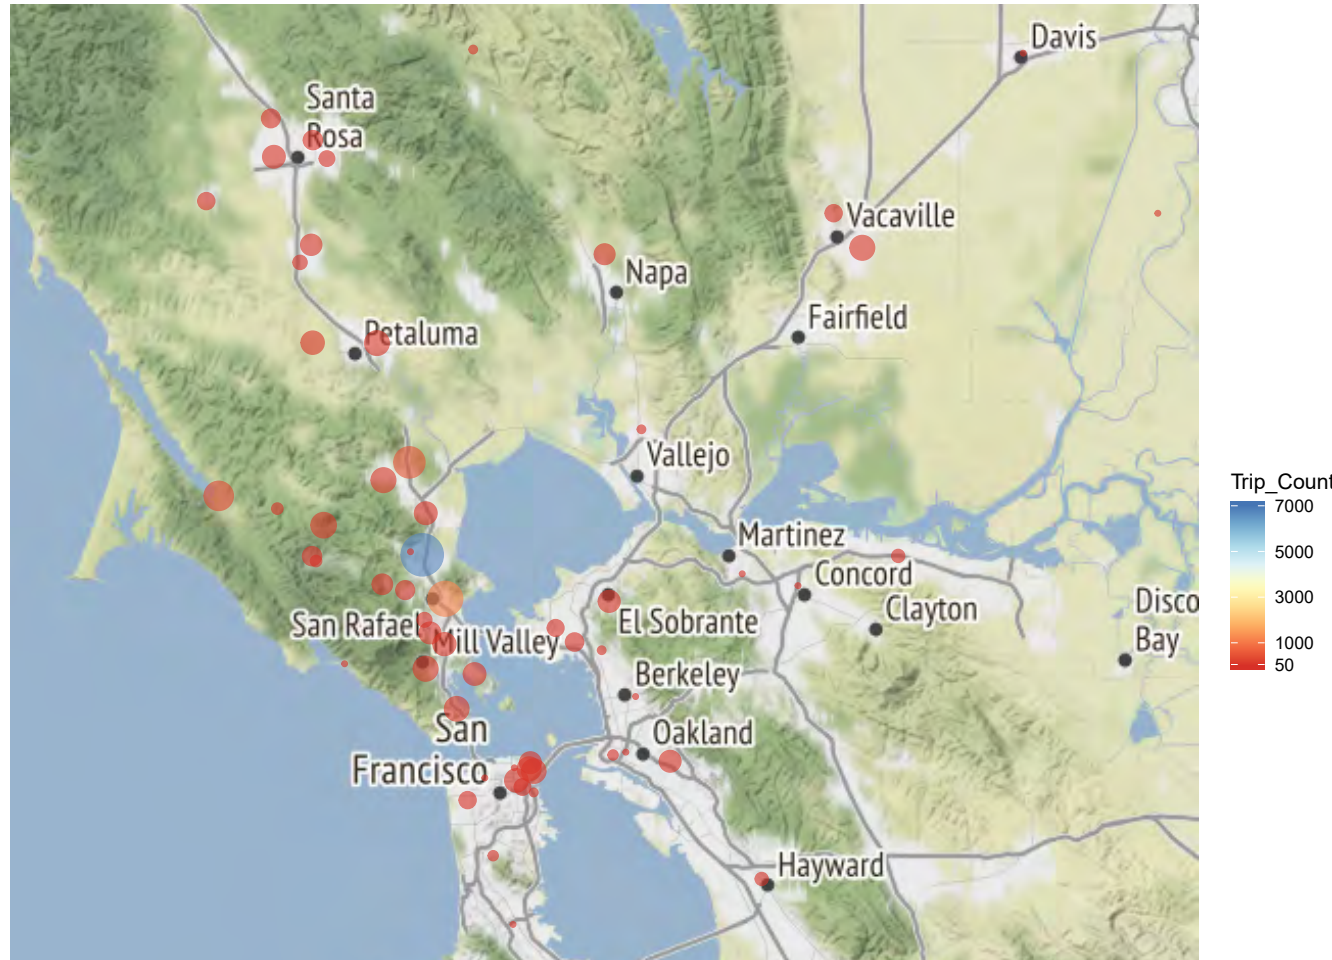 Davis
Santa
Rosa
Vacaville
Napa
Fairfield
Petaluma
Vallejo
Martinez
Concord
Clayton
Disco
Bay
San Rafael
Mill Valley
El Sobrante
Berkeley
Oakland
San
Francisco
Hayward
Trip_Count
7000
5000
3000
1000
50